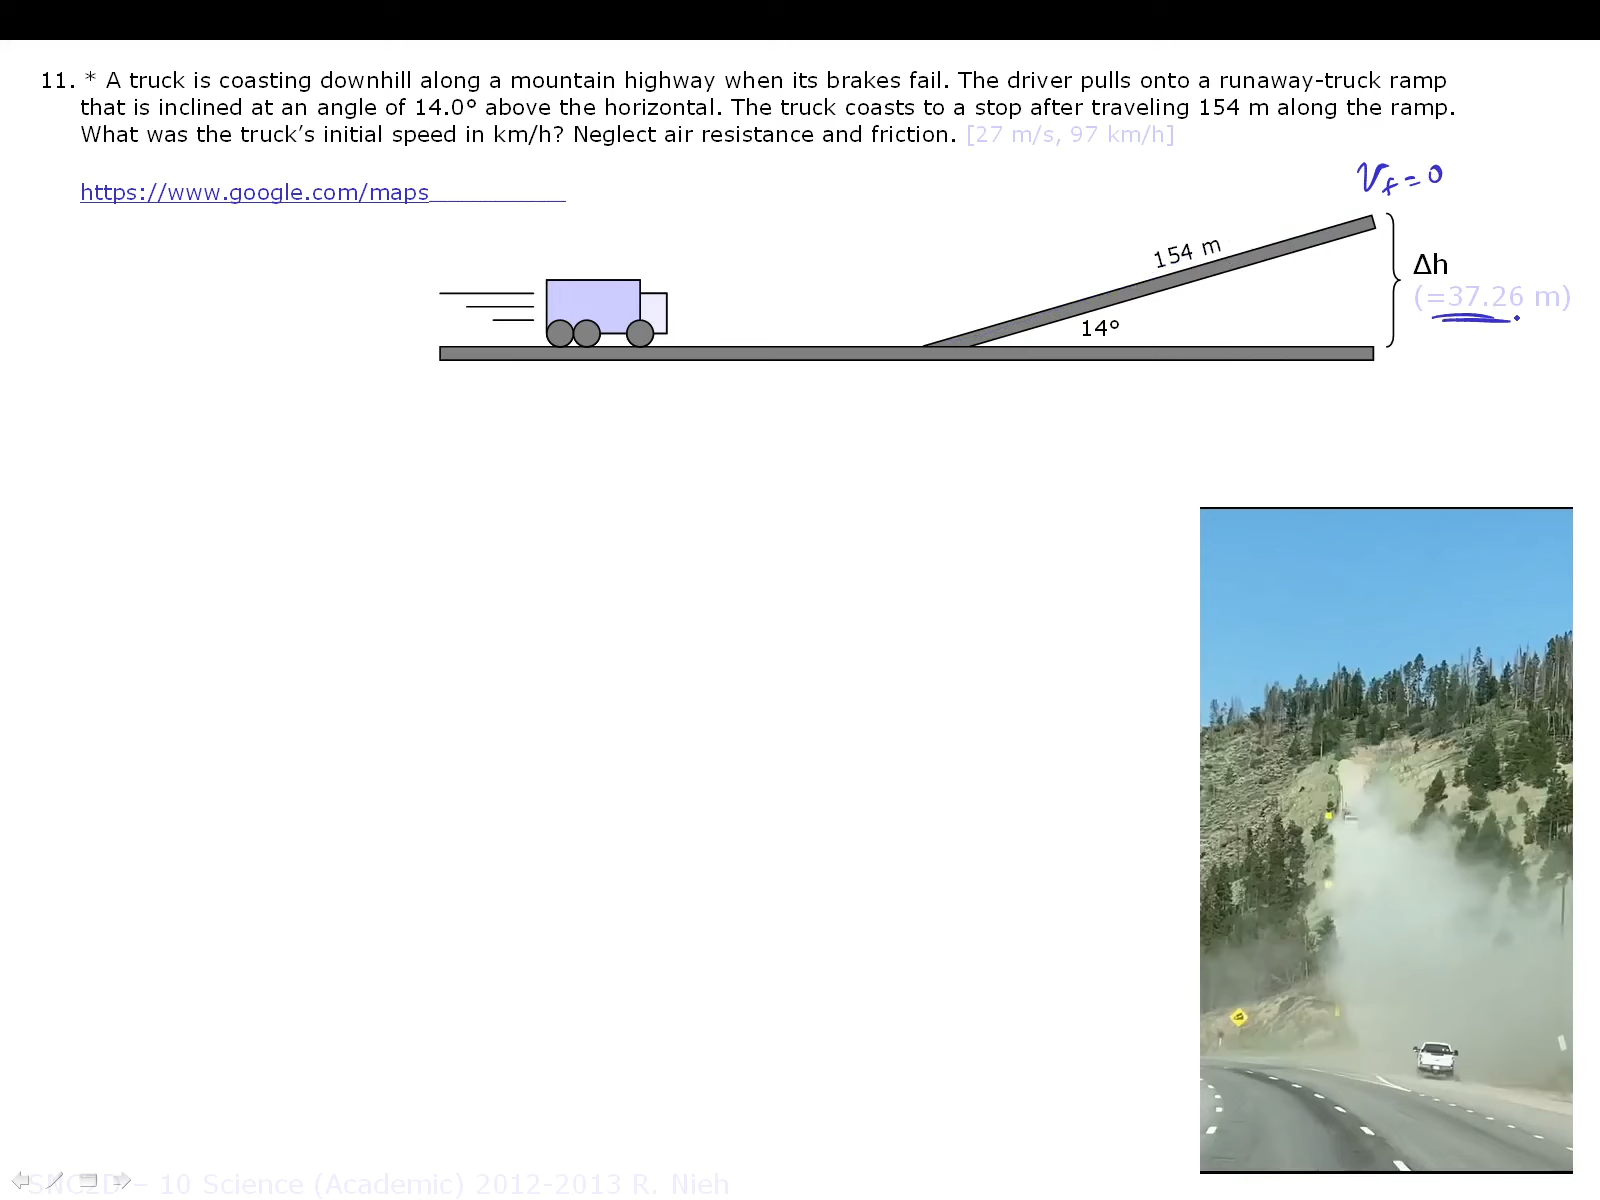 11. * A truck is coasting downhill along a mountain highway when its brakes fail. The driver pulls onto a runaway-truck ramp
that is inclined at an angle of 14.0° above the horizontal. The truck coasts to a stop after traveling 154 m along the ramp.
What was the truck’s initial speed in km/h? Neglect air resistance and friction. [27 m/s, 97 km/h]
https://www.google.com/maps
Vf = 0
154 m
Δh
(=37.26 m)
14°
SNC2D – 10 Science (Academic) 2012-2013 R. Nieh